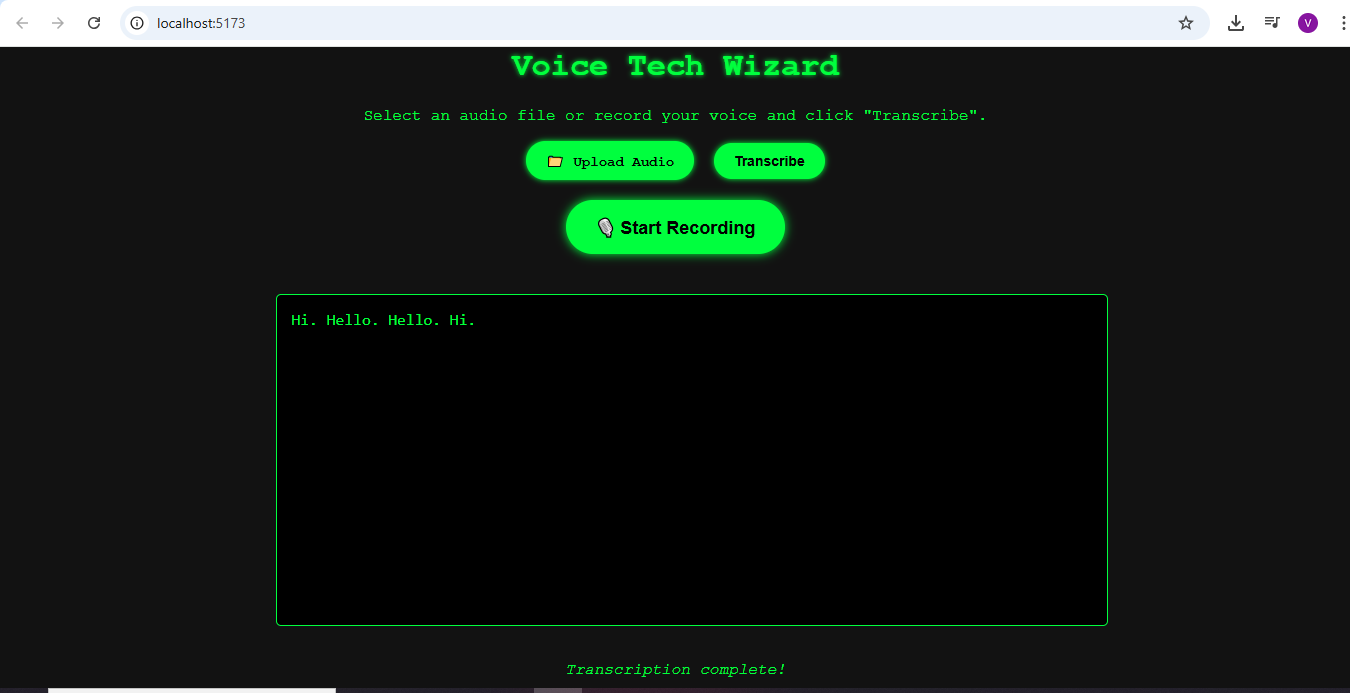 localhost:5173
V
Voice Tech Wizard
Select an audio file or record your voice and click "Transcribe".
Upload Audio
Transcribe
Start Recording
Hi. Hello. Hello. Hi.
Transcription complete!